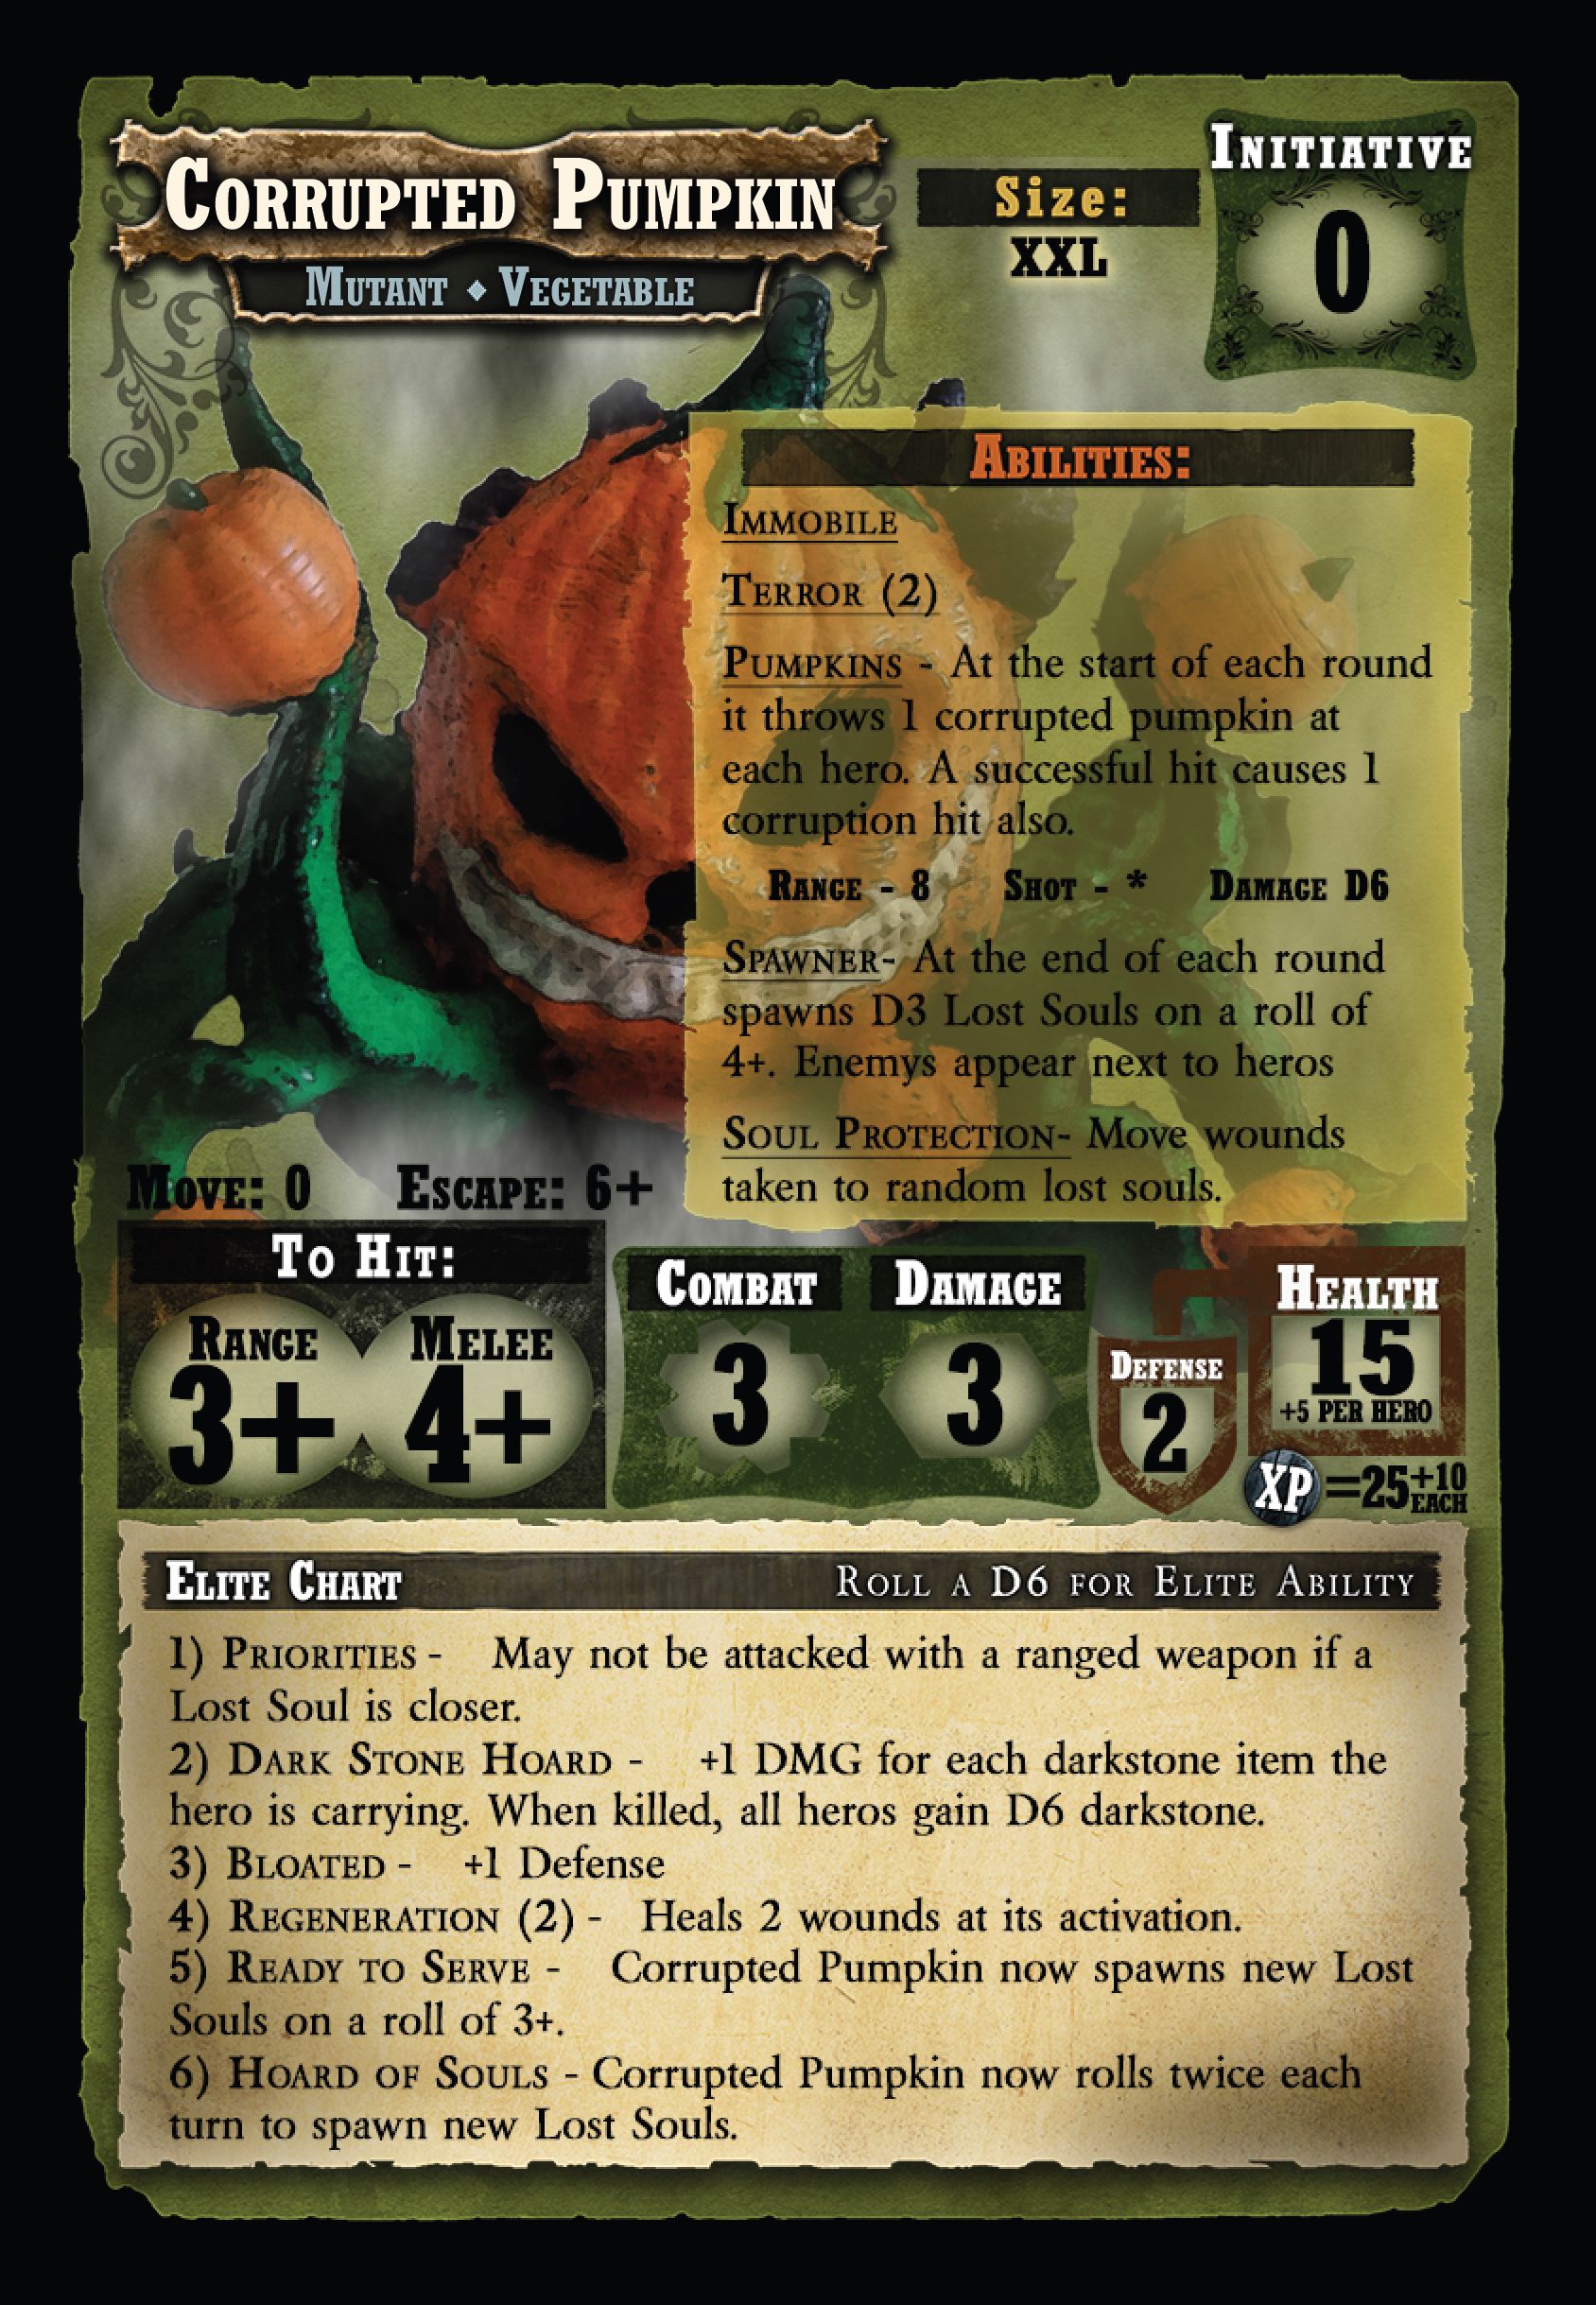 Corrupted Pumpkin
Mutant ◆ Vegetable
Size:
XXL
Initiative
0
Abilities:
Immobile
Terror (2)
Pumpkins - At the start of each round
it throws 1 corrupted pumpkin at
each hero. A successful hit causes 1
corruption hit also.
Range - 8 Shot - * Damage D6
Spawner- At the end of each round
spawns D3 Lost Souls on a roll of
4+. Enemys appear next to heros
Soul Protection- Move wounds
taken to random lost souls.
Move: 0 Escape: 6+
To Hit:
Range
3+
Melee
4+
Combat
3
Damage
3
Defense
2
Health
15
+5 PER HERO
XP =25 +10
EACH
Elite Chart Roll a D6 for Elite Ability
1) Priorities - May not be attacked with a ranged weapon if a
Lost Soul is closer.
2) Dark Stone Hoard - +1 DMG for each darkstone item the
hero is carrying. When killed, all heros gain D6 darkstone.
3) Bloated - +1 Defense
4) Regeneration (2) - Heals 2 wounds at its activation.
5) Ready to Serve - Corrupted Pumpkin now spawns new Lost
Souls on a roll of 3+.
6) Hoard of Souls - Corrupted Pumpkin now rolls twice each
turn to spawn new Lost Souls.